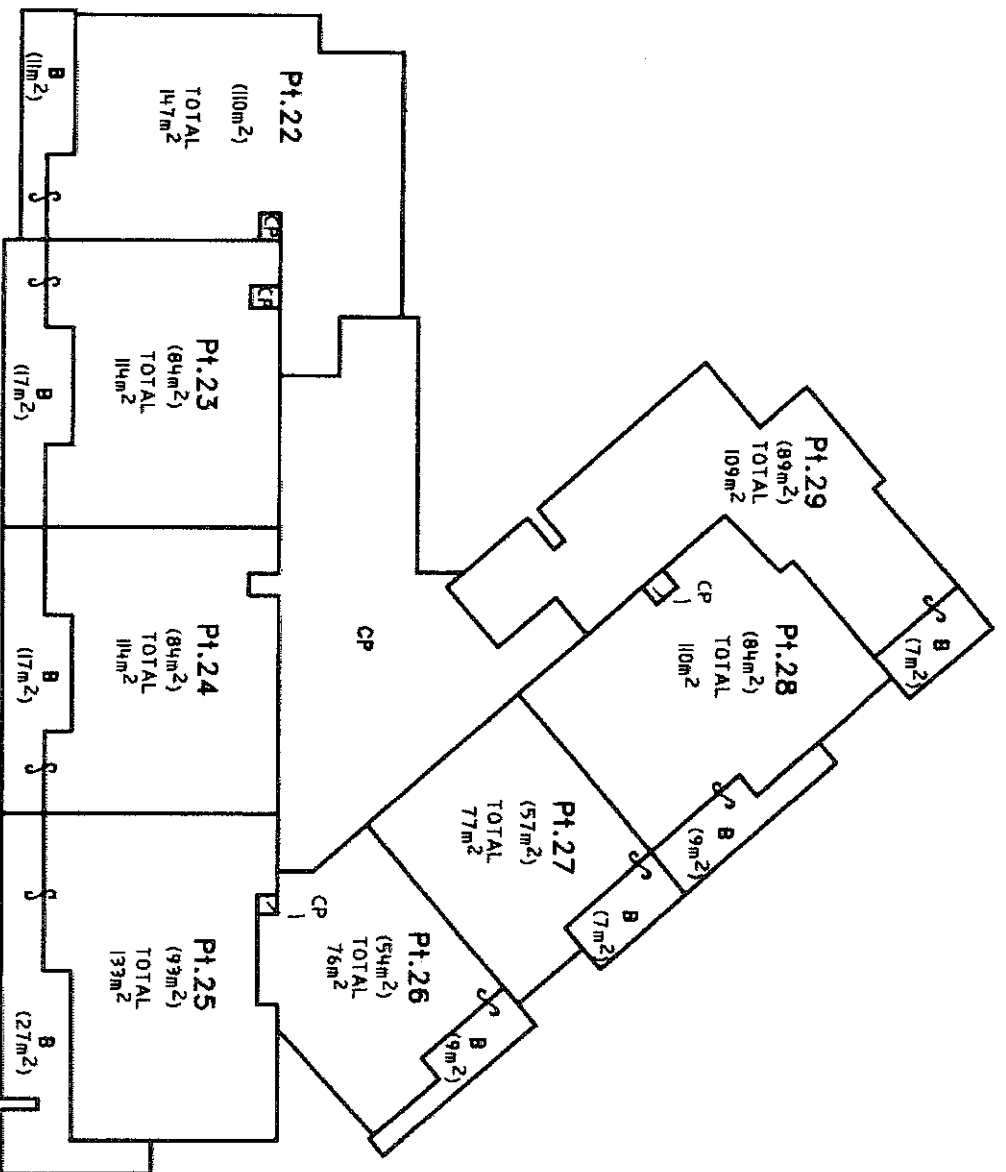 Pt.22
(110m²)
TOTAL
147m²
B
(11m²)
CP
CP
Pt.23
(84m²)
TOTAL
114m²
B
(17m²)
Pt.24
(84m²)
TOTAL
114m²
B
(17m²)
Pt.25
(93m²)
TOTAL
133m²
B
(27m²)
CP
CP
Pt.26
(54m²)
TOTAL
76m²
B
(9m²)
Pt.27
(57m²)
TOTAL
77m²
B
(7m²)
Pt.28
(84m²)
TOTAL
110m²
CP
B
(9m²)
Pt.29
(89m²)
TOTAL
109m²
B
(7m²)